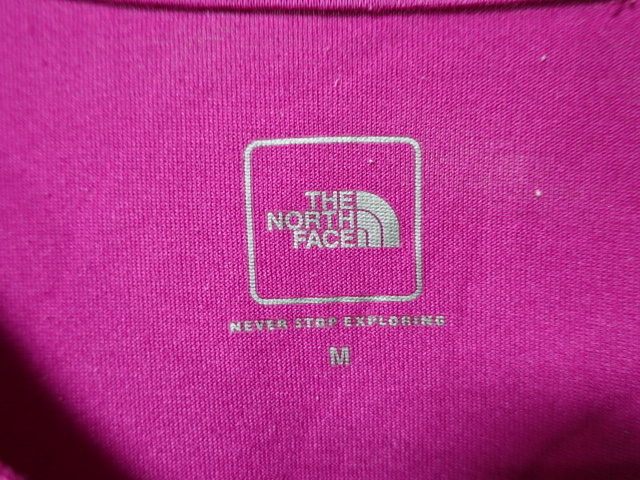 THE
NORTH
FACE
NEVER STOP EXPLORING
M